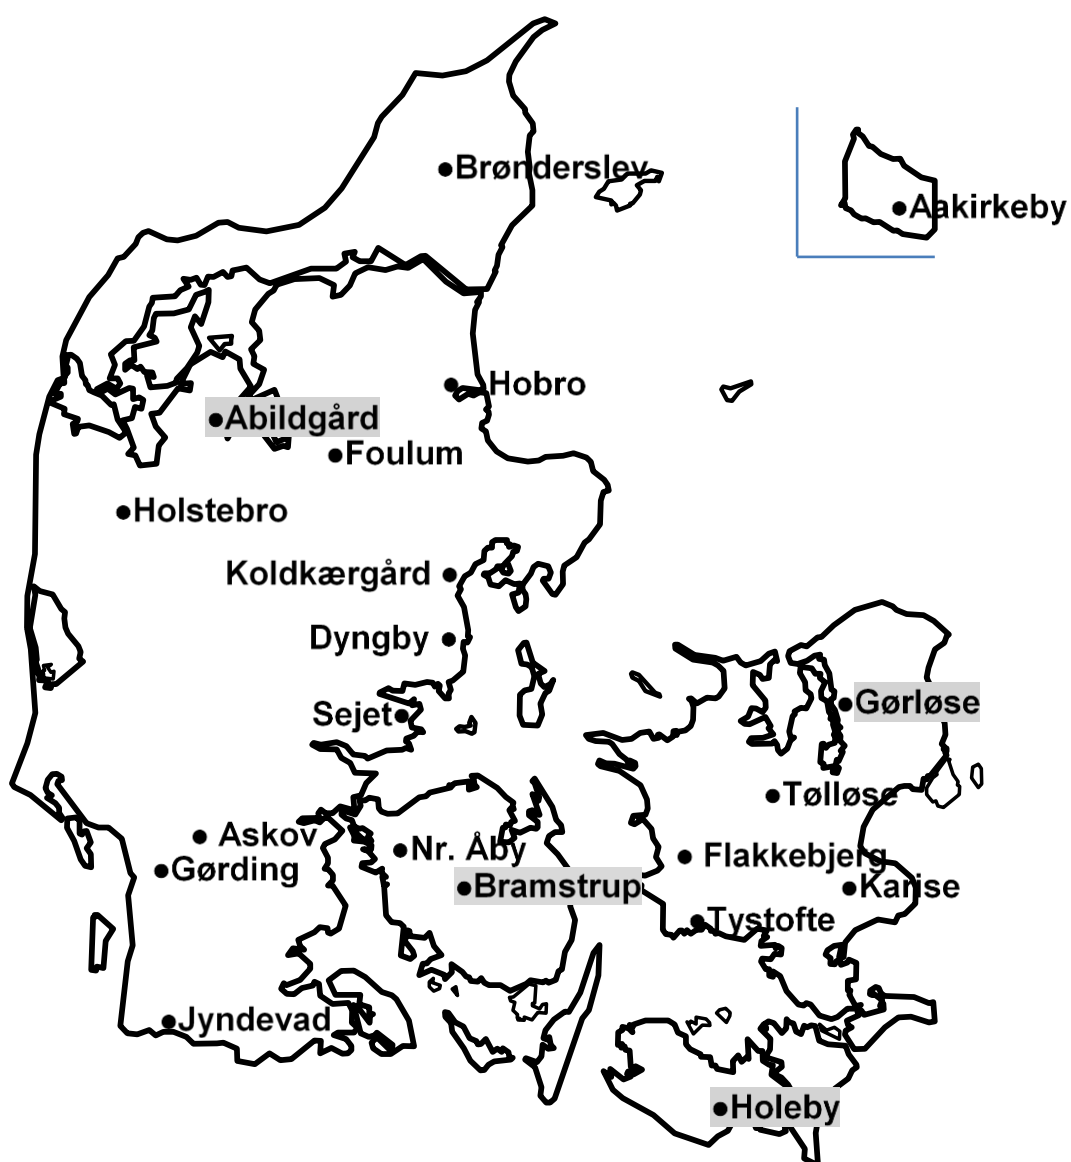 Brønderslev
Aakirkeby
Hobro
Abildgård
Foulum
Holstebro
Koldkærgård
Dyngby
Gørløse
Sejet
Tølløse
Askov
Nr. Åby
Flakkebjerg
Gørding
Bramstrup
Karise
Tystofte
Jyndevad
Holeby